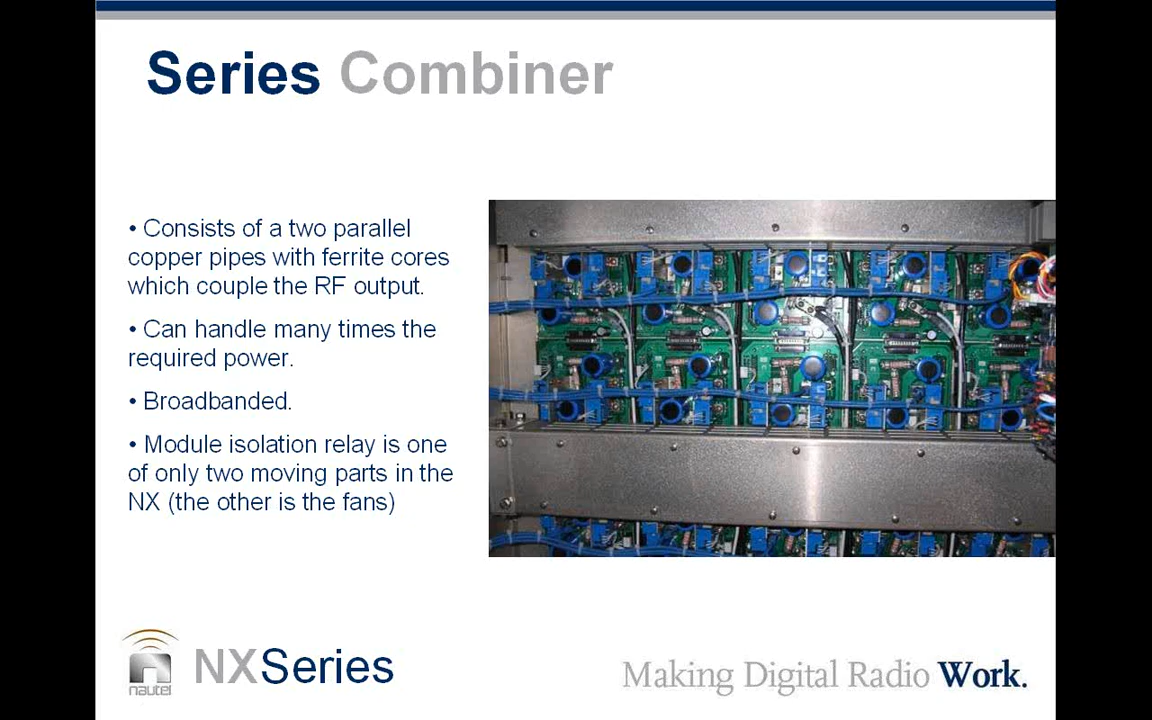 Series Combiner
• Consists of a two parallel
copper pipes with ferrite cores
which couple the RF output.
• Can handle many times the
required power.
• Broadbanded.
• Module isolation relay is one
of only two moving parts in the
NX (the other is the fans)
nautel
NXSeries
Making Digital Radio Work.